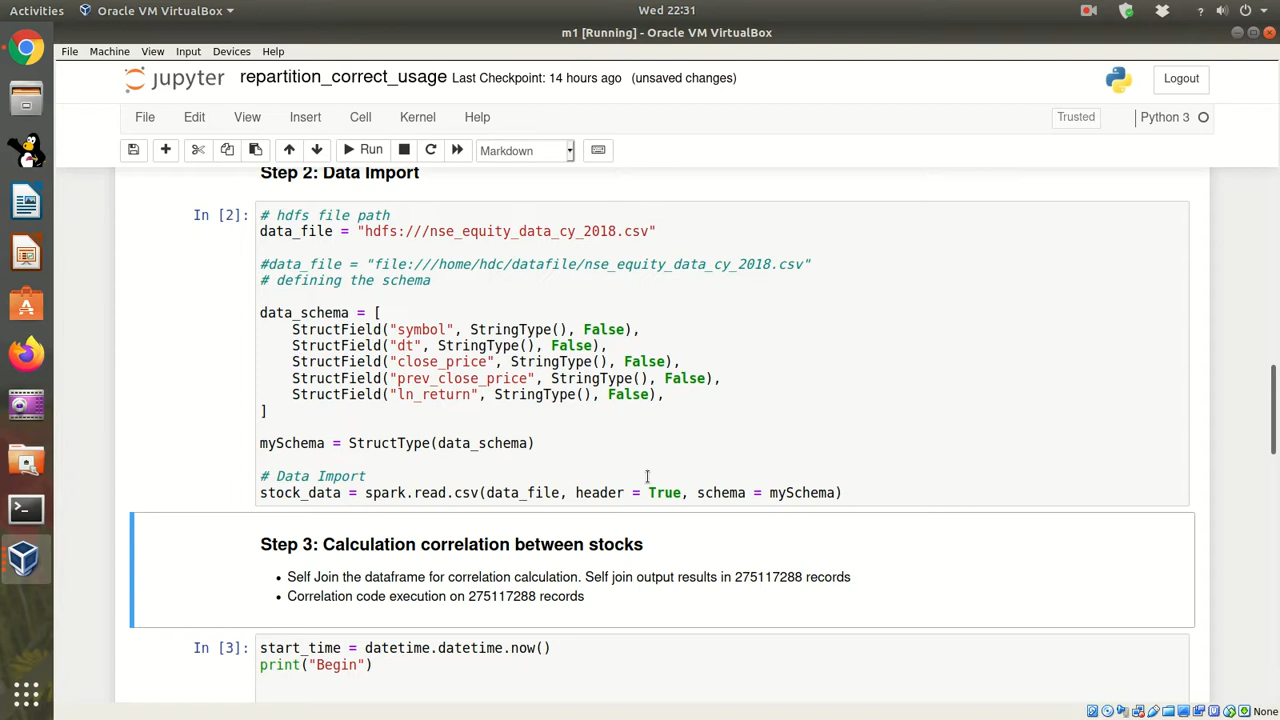 Activities
Oracle VM VirtualBox
Wed 22:31
?
m1 [Running] - Oracle VM VirtualBox
File Machine View Input Devices Help
jupyter repartition_correct_usage Last Checkpoint: 14 hours ago (unsaved changes)
Logout
File Edit View Insert Cell Kernel Help
Trusted
Python 3
Run
Markdown
Step 2: Data Import
In [2]:
# hdfs file path
data_file = "hdfs:///nse_equity_data_cy_2018.csv"
#data_file = "file:///home/hdc/datafile/nse_equity_data_cy_2018.csv"
# defining the schema
data_schema = [
StructField("symbol", StringType(), False),
StructField("dt", StringType(), False),
StructField("close_price", StringType(), False),
StructField("prev_close_price", StringType(), False),
StructField("ln_return", StringType(), False),
]
mySchema = StructType(data_schema)
# Data Import
stock_data = spark.read.csv(data_file, header = True, schema = mySchema)
Step 3: Calculation correlation between stocks
• Self Join the dataframe for correlation calculation. Self join output results in 275117288 records
• Correlation code execution on 275117288 records
In [3]:
start_time = datetime.datetime.now()
print("Begin")
None